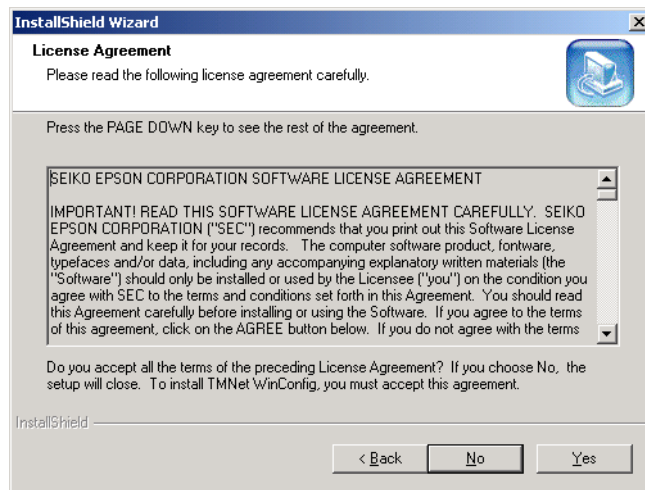 InstallShield Wizard
License Agreement
Please read the following license agreement carefully.
Press the PAGE DOWN key to see the rest of the agreement.
SEIKO EPSON CORPORATION SOFTWARE LICENSE AGREEMENT
IMPORTANT! READ THIS SOFTWARE LICENSE AGREEMENT CAREFULLY.  SEIKO
EPSON CORPORATION ("SEC") recommends that you print out this Software License
Agreement and keep it for your records.   The computer software product, fontware,
typefaces and/or data, including any accompanying explanatory written materials (the
"Software") should only be installed or used by the Licensee ("you") on the condition you
agree with SEC to the terms and conditions set forth in this Agreement.  You should read
this Agreement carefully before installing or using the Software.  If you agree to the terms
of this agreement, click on the AGREE button below.  If you do not agree with the terms
Do you accept all the terms of the preceding License Agreement?  If you choose No,  the
setup will close.  To install TMNet WinConfig, you must accept this agreement.
InstallShield
< Back
No
Yes